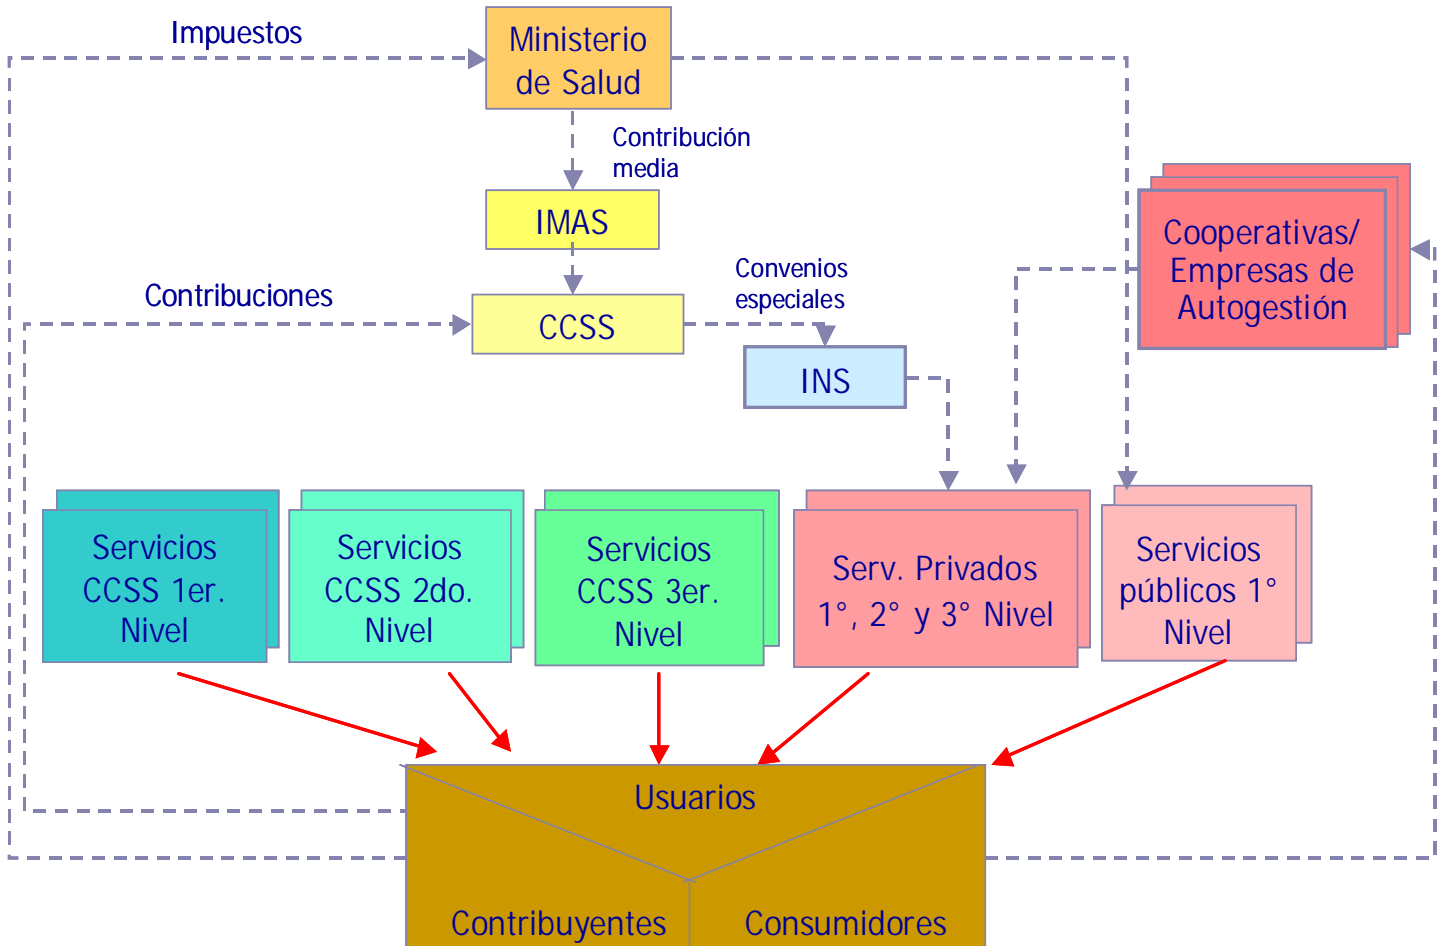 Impuestos
Ministerio
de Salud
Contribución
media
IMAS
Cooperativas/
Empresas de
Autogestión
Convenios
especiales
Contribuciones
CCSS
INS
Servicios
CCSS 1er.
Nivel
Servicios
CCSS 2do.
Nivel
Servicios
CCSS 3er.
Nivel
Serv. Privados
1°, 2° y 3° Nivel
Servicios
públicos 1°
Nivel
Usuarios
Contribuyentes
Consumidores